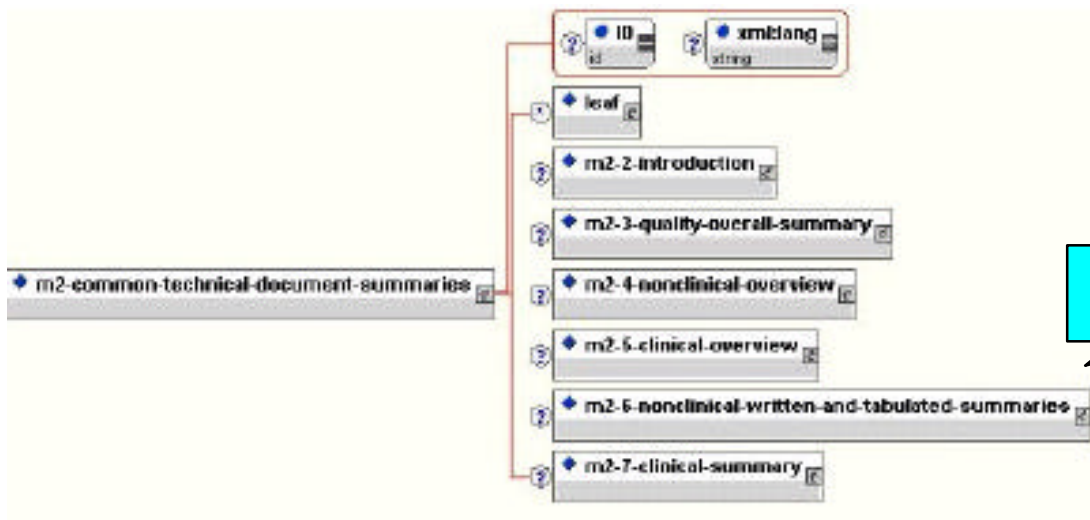 ID
id
xml:lang
string
leaf
m2-2-introduction
m2-3-quality-overall-summary
m2-common-technical-document-summaries
m2-4-nonclinical-overview
m2-5-clinical-overview
m2-6-nonclinical-written-and-tabulated-summaries
m2-7-clinical-summary